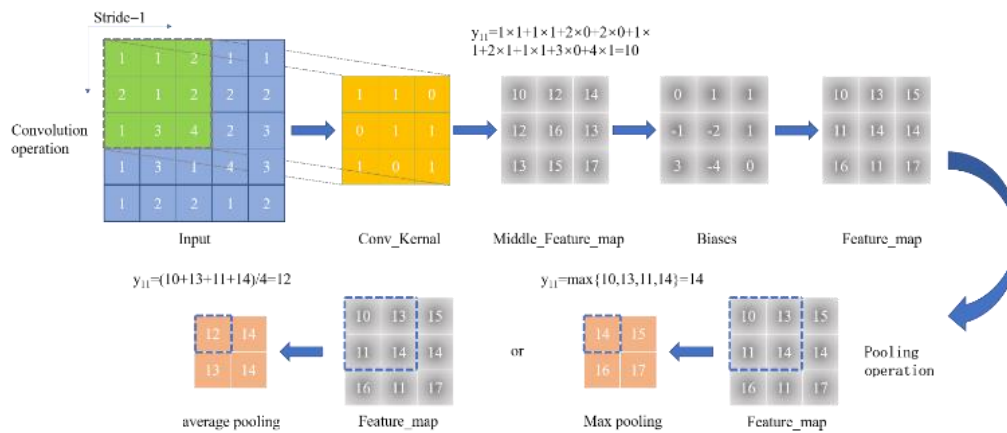 Stride-1
y₁₁=1×1+1×1+2×0+2×0+1×
1+2×1+1×1+3×0+4×1=10
Convolution
operation
1 1 2 1 1
2 1 2 2 2
1 3 4 2 3
1 3 1 4 3
1 2 2 1 2
Input
1 1 0
0 1 1
1 0 1
Conv_Kernal
10 12 14
12 16 13
13 15 17
Middle_Feature_map
0 1 1
-1 -2 1
3 -4 0
Biases
10 13 15
11 14 14
16 11 17
Feature_map
y₁₁=(10+13+11+14)/4=12
12 14
13 14
average pooling
10 13 15
11 14 14
16 11 17
Feature_map
or
y₁₁=max{10,13,11,14}=14
14 15
16 17
Max pooling
10 13 15
11 14 14
16 11 17
Feature_map
Pooling
operation